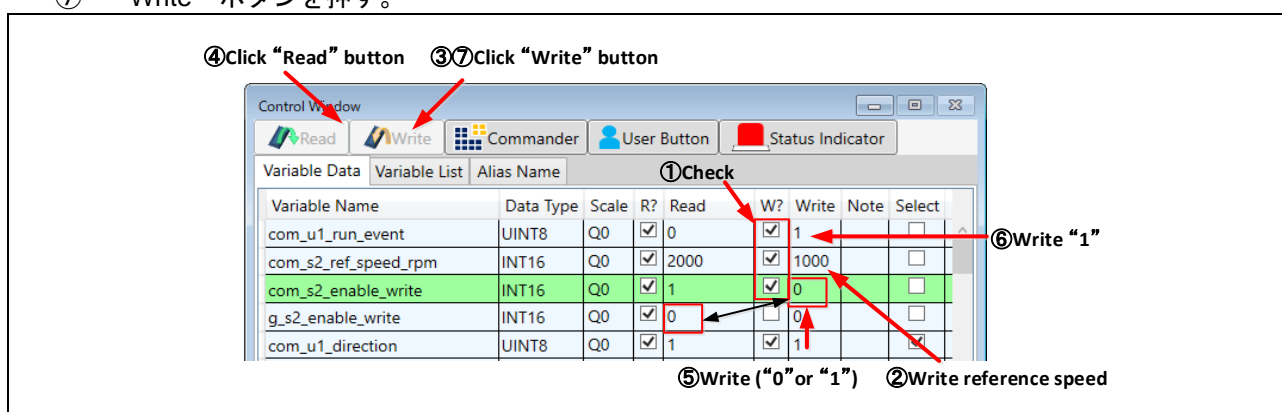 ⑦ "Write" ボタンを押す。
④Click “Read” button ③⑦Click “Write” button
Control Window
Read Write Commander User Button Status Indicator
Variable Data Variable List Alias Name
①Check
Variable Name Data Type Scale R? Read W? Write Note Select
com_u1_run_event UINT8 Q0 0 1
⑥Write “1”
com_s2_ref_speed_rpm INT16 Q0 2000 1000
com_s2_enable_write INT16 Q0 1 0
g_s2_enable_write INT16 Q0 0 0
com_u1_direction UINT8 Q0 1 1
⑤Write (“0”or “1”) ②Write reference speed